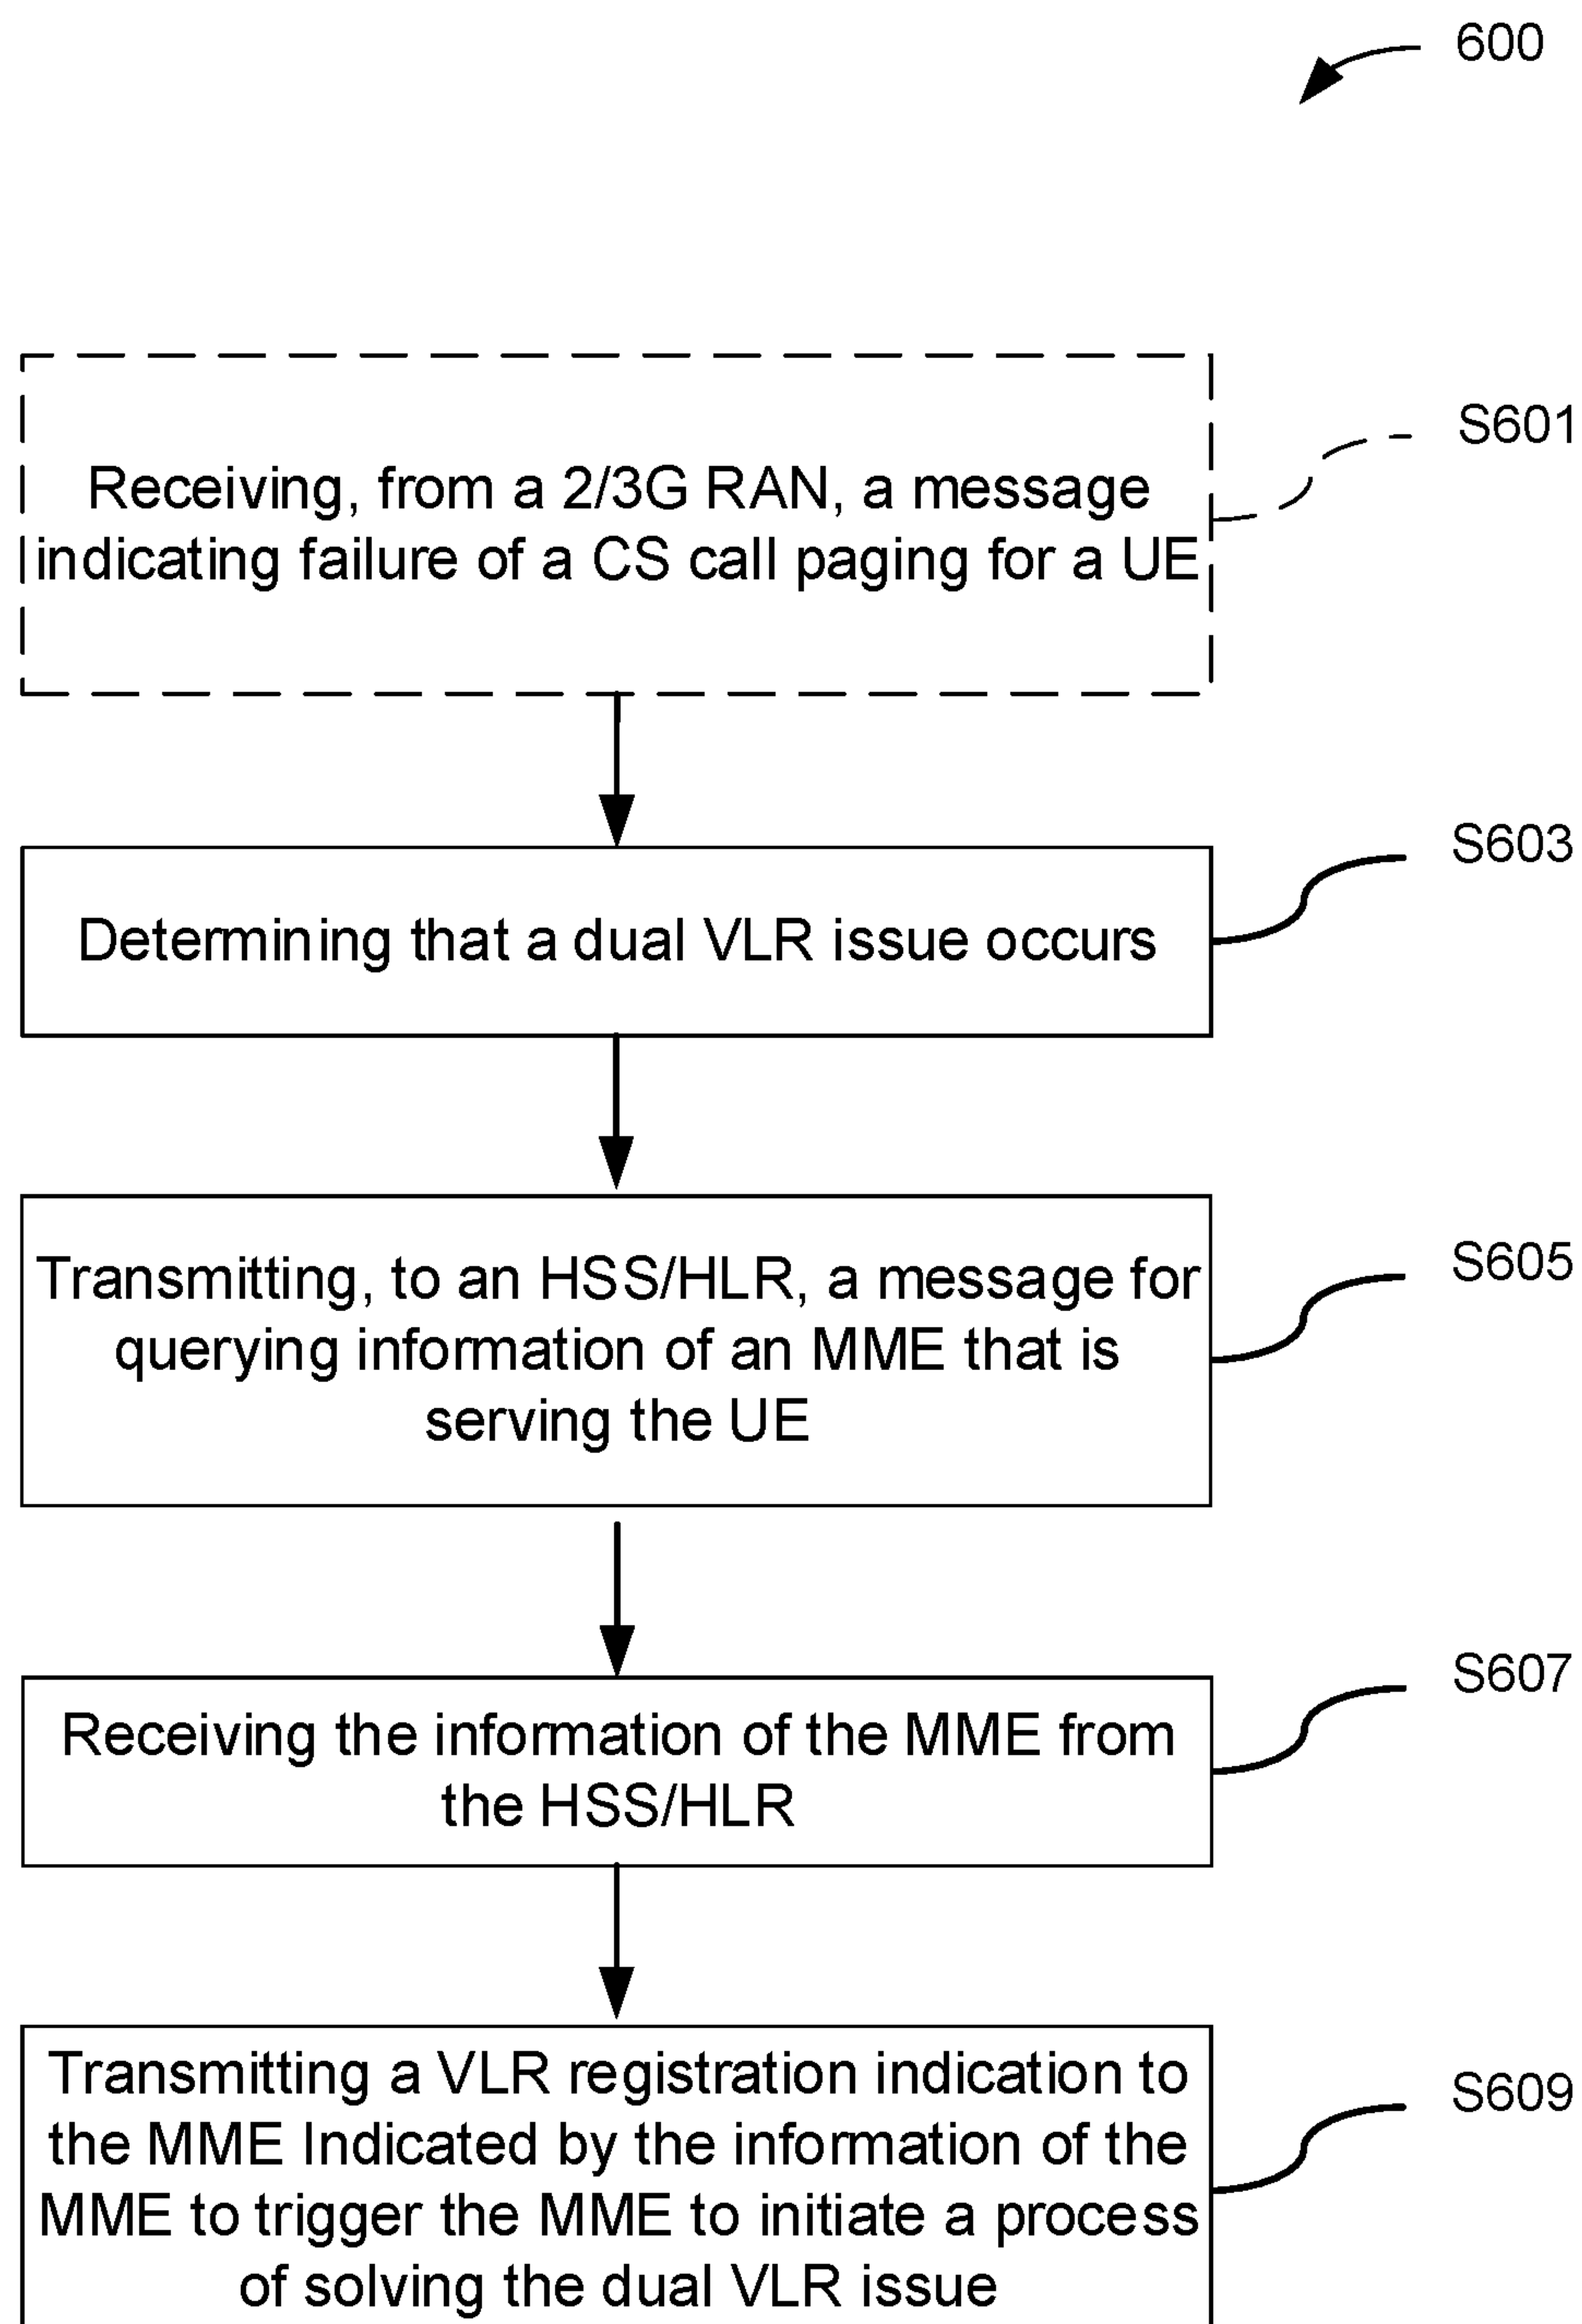 600
Receiving, from a 2/3G RAN, a message
indicating failure of a CS call paging for a UE
S601
Determining that a dual VLR issue occurs
S603
Transmitting, to an HSS/HLR, a message for
querying information of an MME that is
serving the UE
S605
Receiving the information of the MME from
the HSS/HLR
S607
Transmitting a VLR registration indication to
the MME Indicated by the information of the
MME to trigger the MME to initiate a process
of solving the dual VLR issue
S609